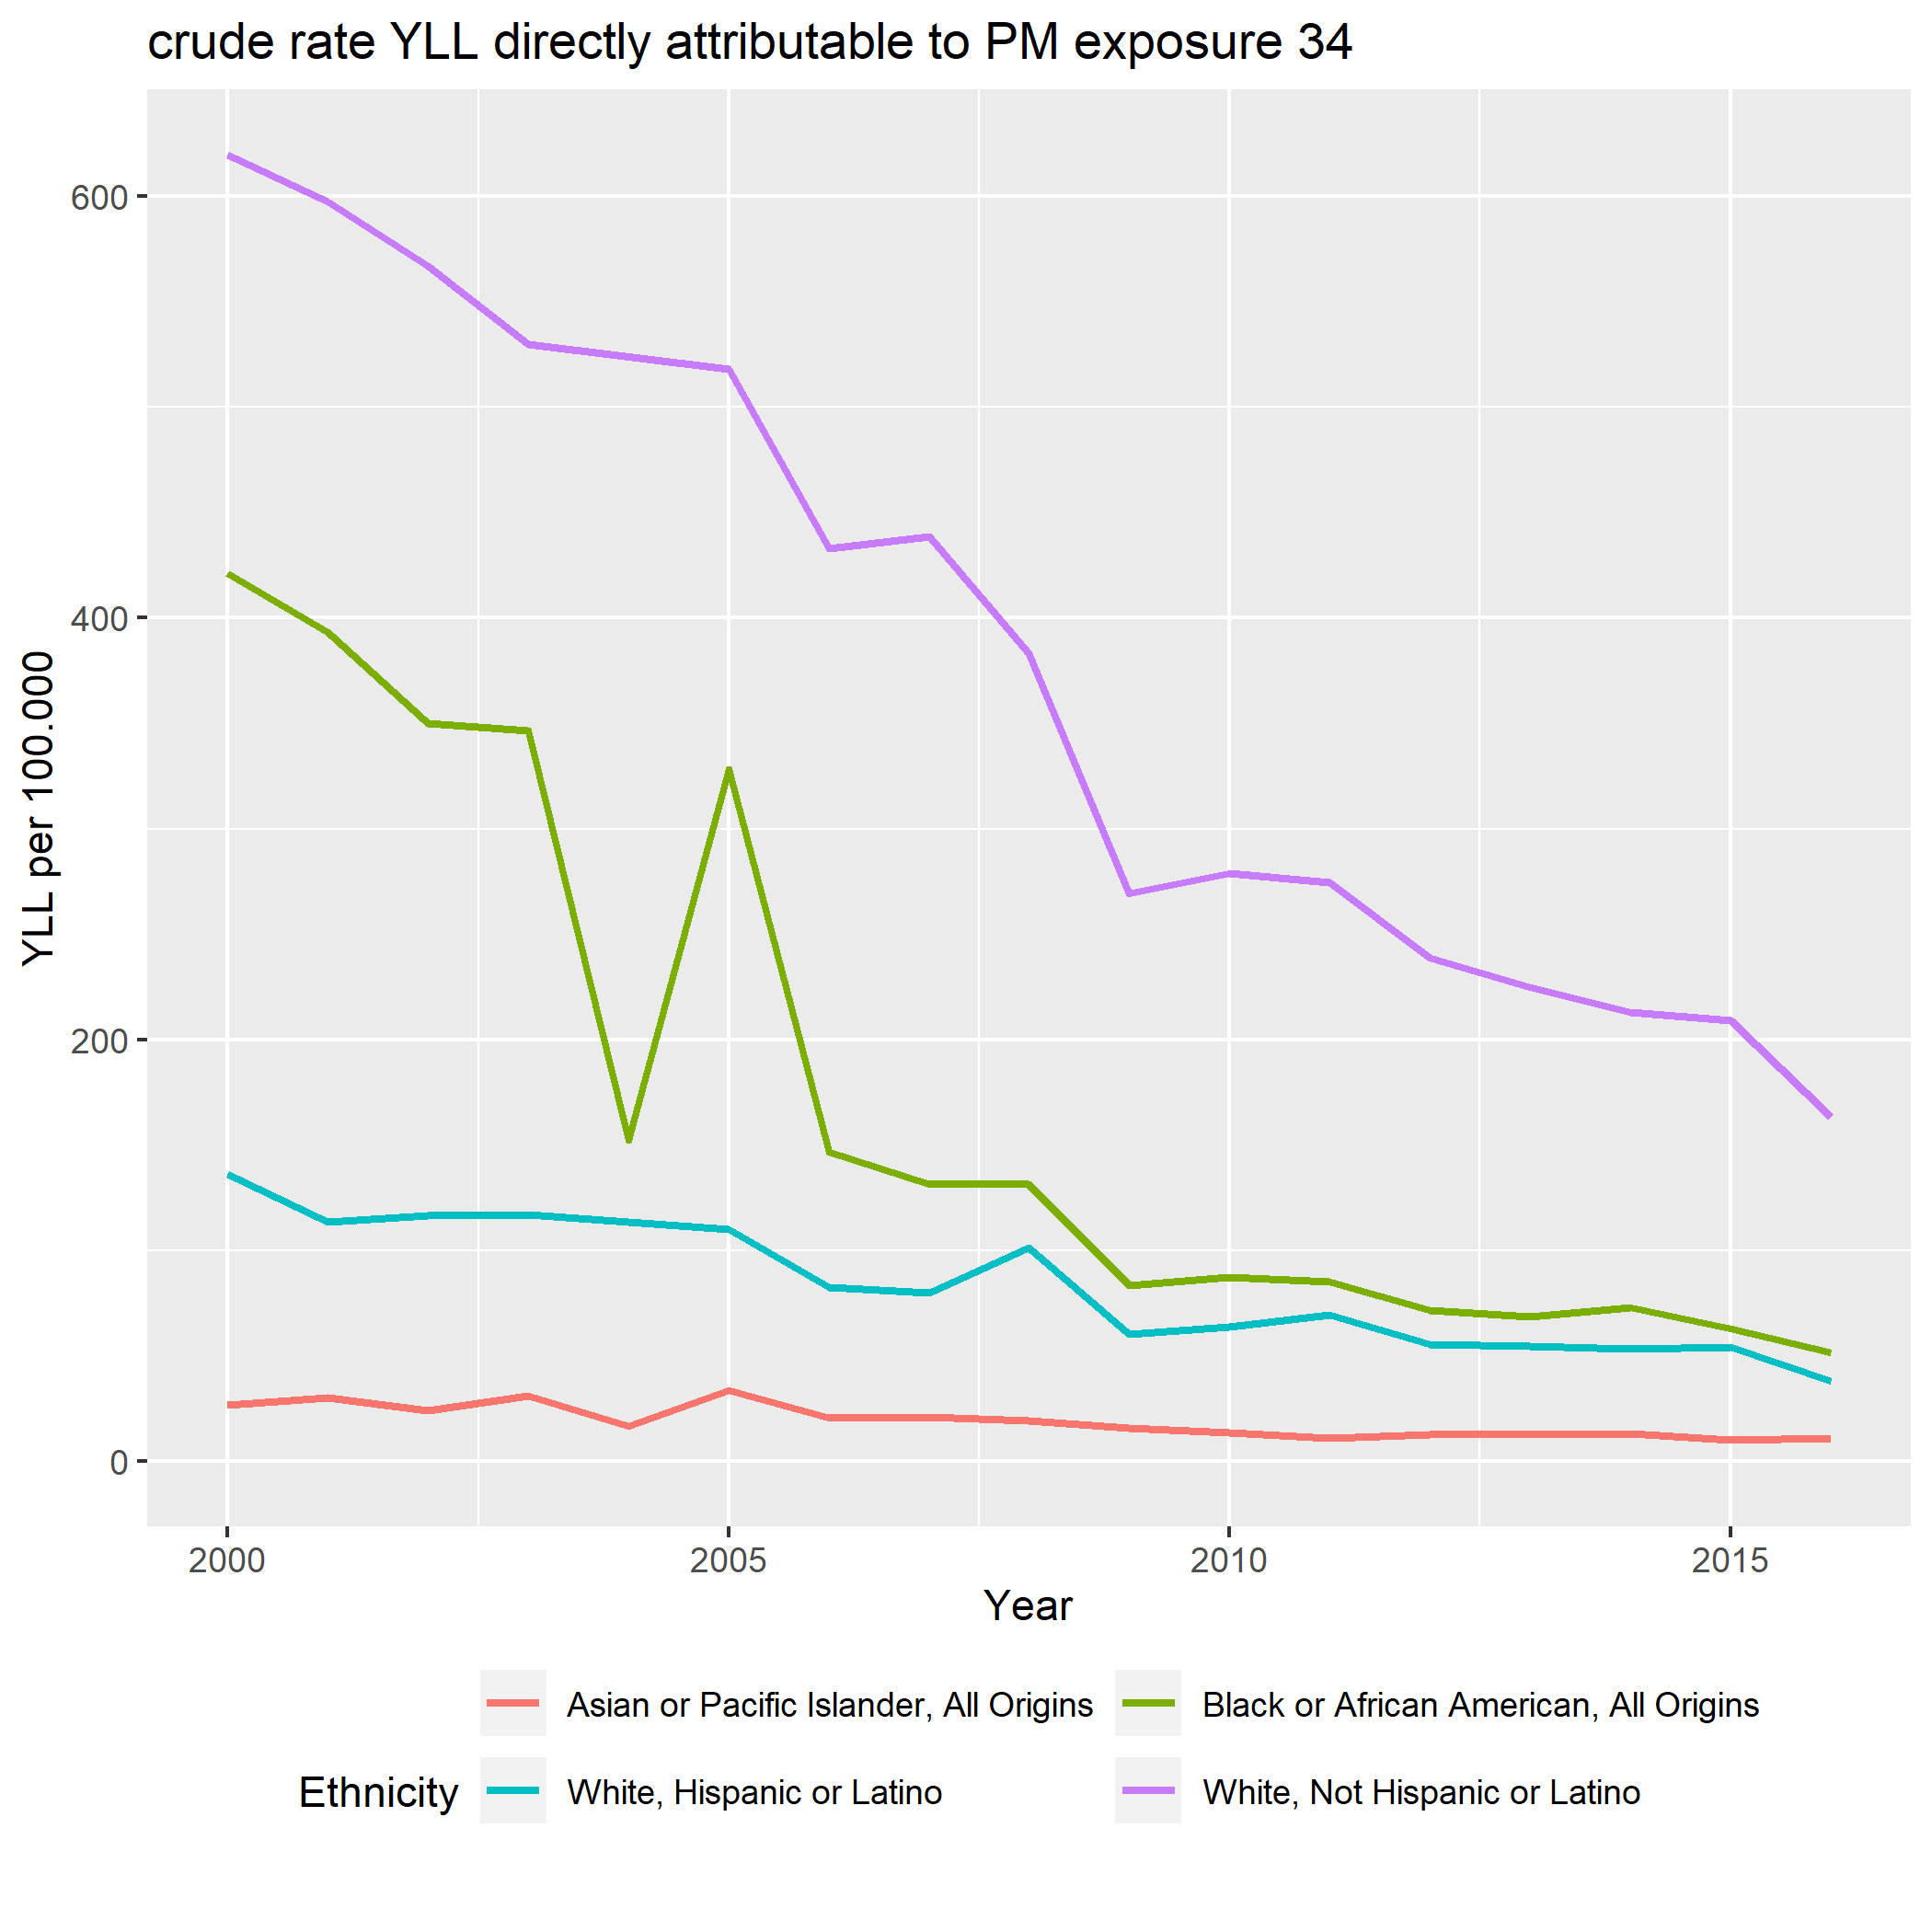 crude rate YLL directly attributable to PM exposure 34
600
400
200
0
YLL per 100.000
2000 2005 2010 2015
Year
Ethnicity
Asian or Pacific Islander, All Origins
Black or African American, All Origins
White, Hispanic or Latino
White, Not Hispanic or Latino